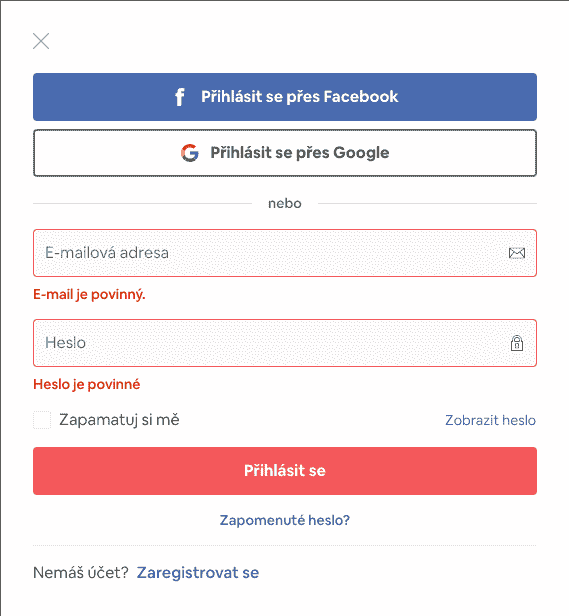 Přihlásit se přes Facebook
Přihlásit se přes Google
nebo
E-mailová adresa
E-mail je povinný.
Heslo
Heslo je povinné
Zapamatuj si mě Zobrazit heslo
Přihlásit se
Zapomenuté heslo?
Nemáš účet? Zaregistrovat se